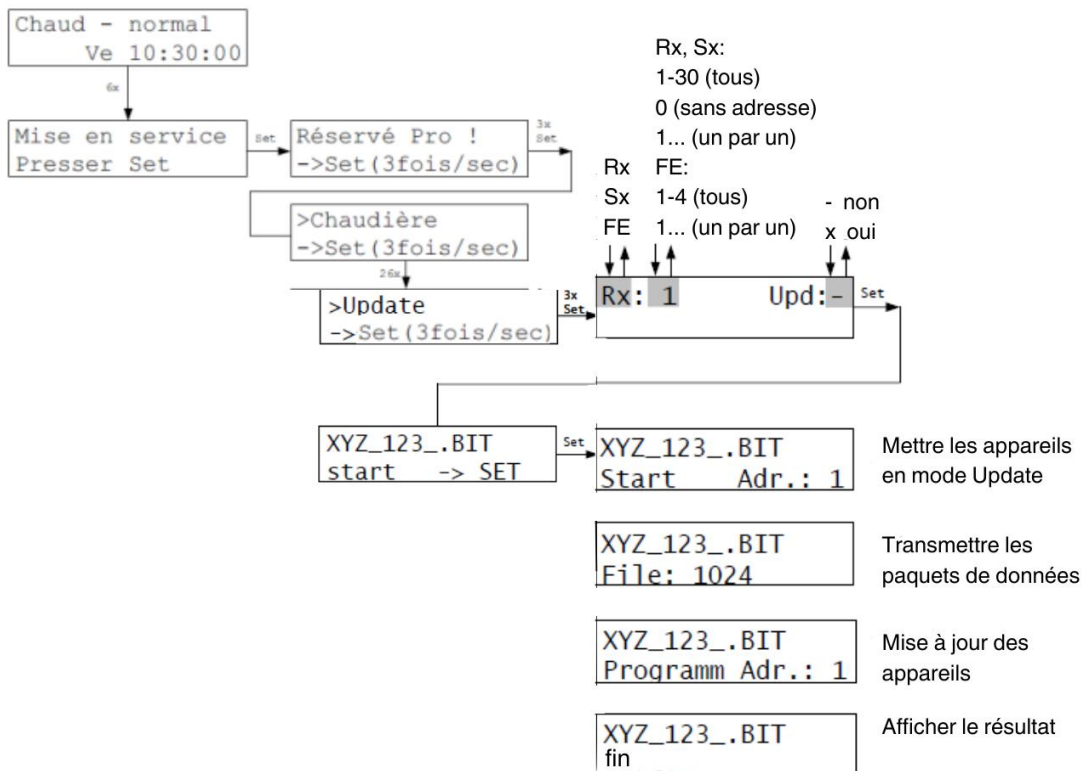 Chaud - normal
Ve 10:30:00
6x
Mise en service
Presser Set
Set
Réservé Pro !
->Set(3fois/sec)
3x
Set
>Chaudière
->Set(3fois/sec)
26x
>Update
->Set(3fois/sec)
3x
Set
Rx, Sx:
1-30 (tous)
0 (sans adresse)
1... (un par un)
Rx FE:
Sx 1-4 (tous)
FE 1... (un par un)
- non
x oui
Rx: 1 Upd:-
Set
XYZ_123_.BIT
start -> SET
Set
XYZ_123_.BIT
Start Adr.: 1
Mettre les appareils
en mode Update
XYZ_123_.BIT
File: 1024
Transmettre les
paquets de données
XYZ_123_.BIT
Programm Adr.: 1
Mise à jour des
appareils
XYZ_123_.BIT
fin
Afficher le résultat